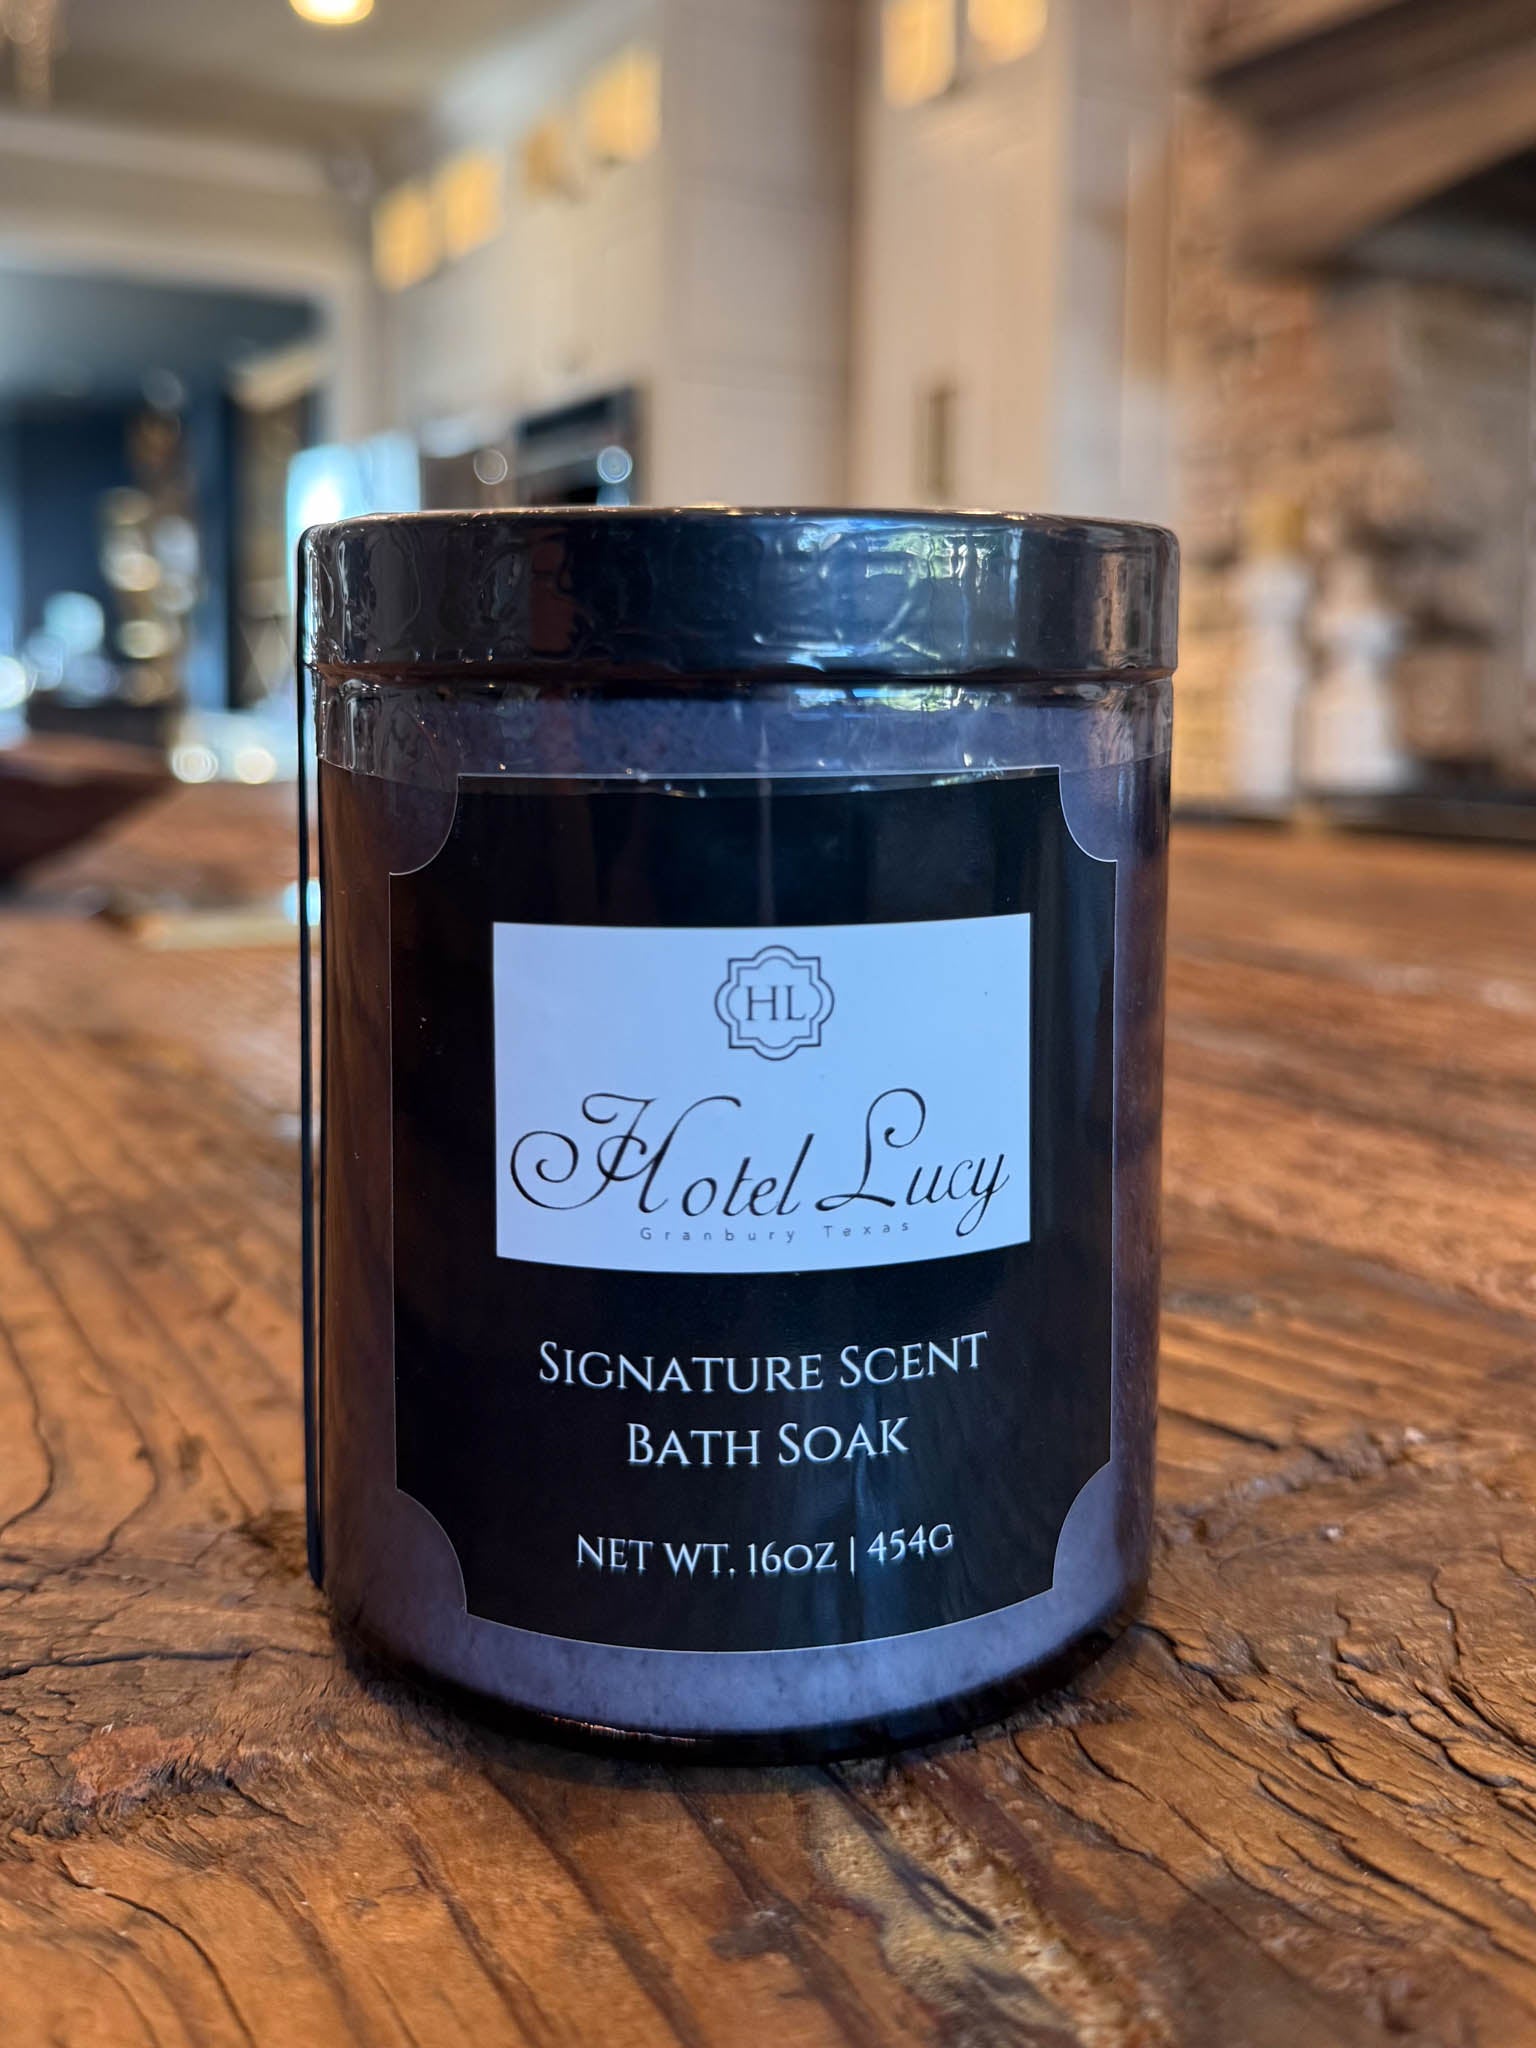 HL
Hotel Lucy
Granbury Texas
Signature Scent
Bath Soak
NET WT. 16OZ | 454G